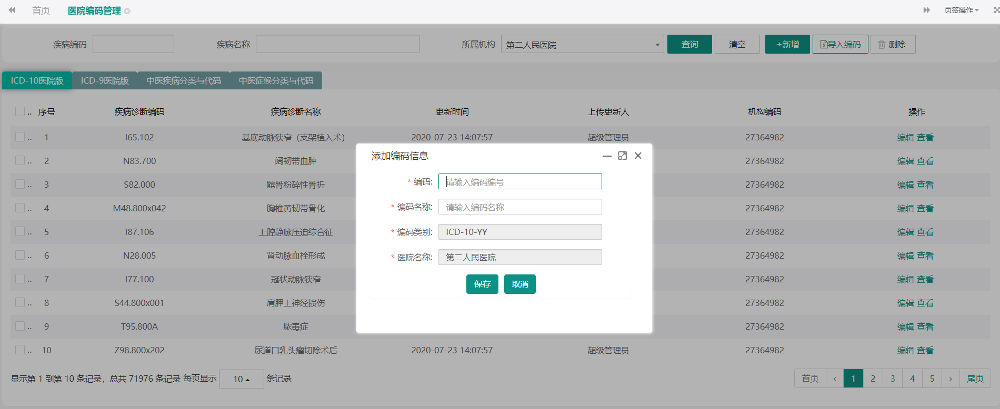 首页 医院编码管理 页签操作
疾病编码 疾病名称 所属机构 第二人民医院 查询 清空 +新增 导入编码 删除
ICD-10医院版 ICD-9医院版 中医疾病分类与代码 中医症候分类与代码
.. 序号 疾病诊断编码 疾病诊断名称 更新时间 上传更新人 机构编码 操作
.. 1 I65.102 基底动脉狭窄（支架植入术） 2020-07-23 14:07:57 超级管理员 27364982 编辑 查看
.. 2 N83.700 阔韧带血肿 27364982 编辑 查看
.. 3 S82.000 髌骨粉碎性骨折 27364982 编辑 查看
.. 4 M48.800x042 胸椎黄韧带骨化 27364982 编辑 查看
.. 5 I87.106 上腔静脉压迫综合征 27364982 编辑 查看
.. 6 N28.005 肾动脉血栓形成 27364982 编辑 查看
.. 7 I77.100 冠状动脉狭窄 27364982 编辑 查看
.. 8 S44.800x001 肩胛上神经损伤 27364982 编辑 查看
.. 9 T95.800A 脓毒症 27364982 编辑 查看
.. 10 Z98.800x202 尿道口乳头瘤切除术后 2020-07-23 14:07:57 超级管理员 27364982 编辑 查看
显示第 1 到第 10 条记录，总共 71976 条记录 每页显示 10 条记录 首页 ‹ 1 2 3 4 5 › 尾页
添加编码信息
* 编码: 请输入编码编号
* 编码名称: 请输入编码名称
* 编码类别: ICD-10-YY
* 医院名称: 第二人民医院
保存 取消